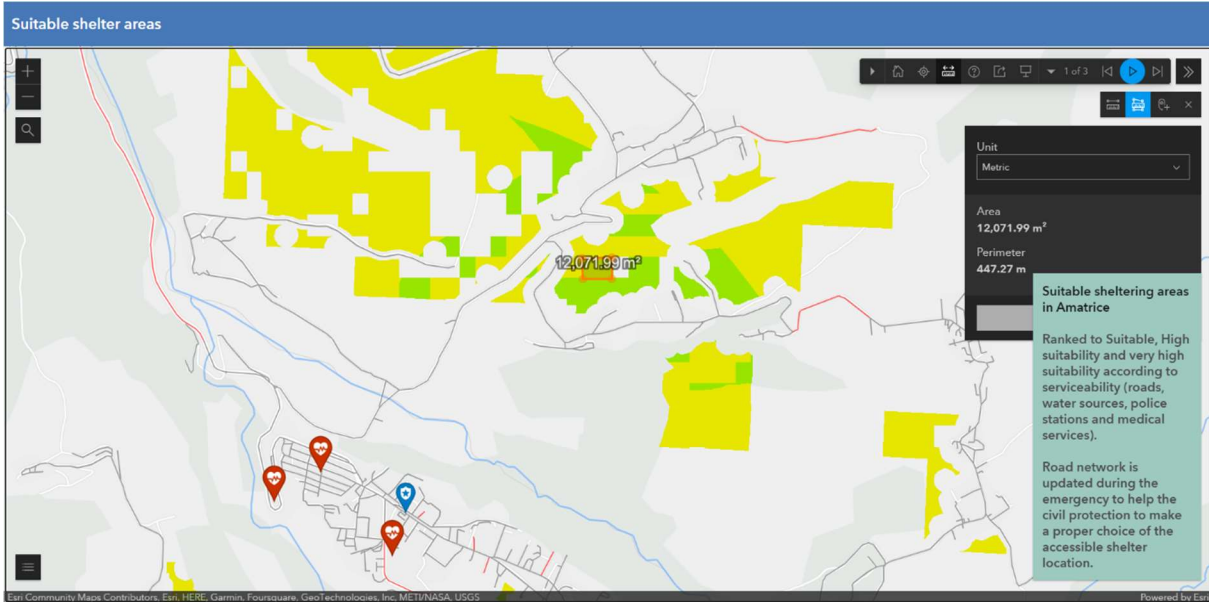 Suitable shelter areas
1 of 3
Unit
Metric
Area
12,071.99 m²
Perimeter
447.27 m
12,071.99 m²
Suitable sheltering areas
in Amatrice
Ranked to Suitable, High
suitability and very high
suitability according to
serviceability (roads,
water sources, police
stations and medical
services).
Road network is
updated during the
emergency to help the
civil protection to make
a proper choice of the
accessible shelter
location.
Esri Community Maps Contributors, Esri, HERE, Garmin, Foursquare, GeoTechnologies, Inc, METI/NASA, USGS
Powered by Esri